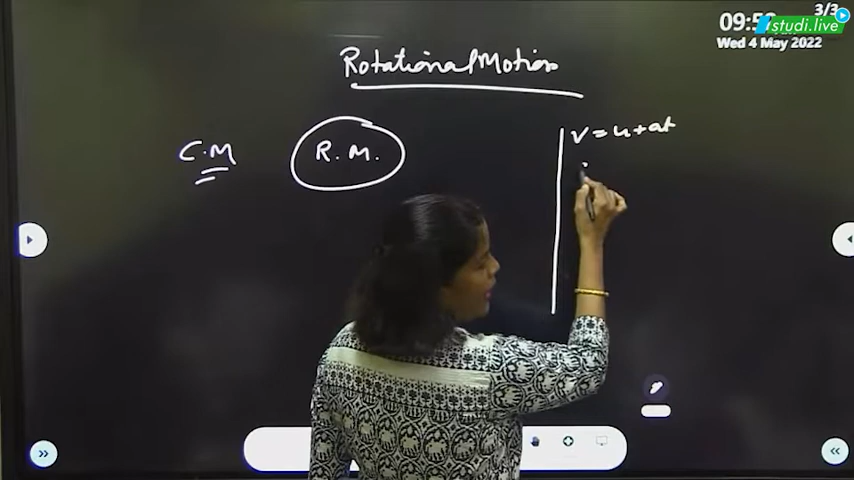 3/3
09:5
studi.live
Wed 4 May 2022
Rotational Motion
C.M
R.M.
v = u + at